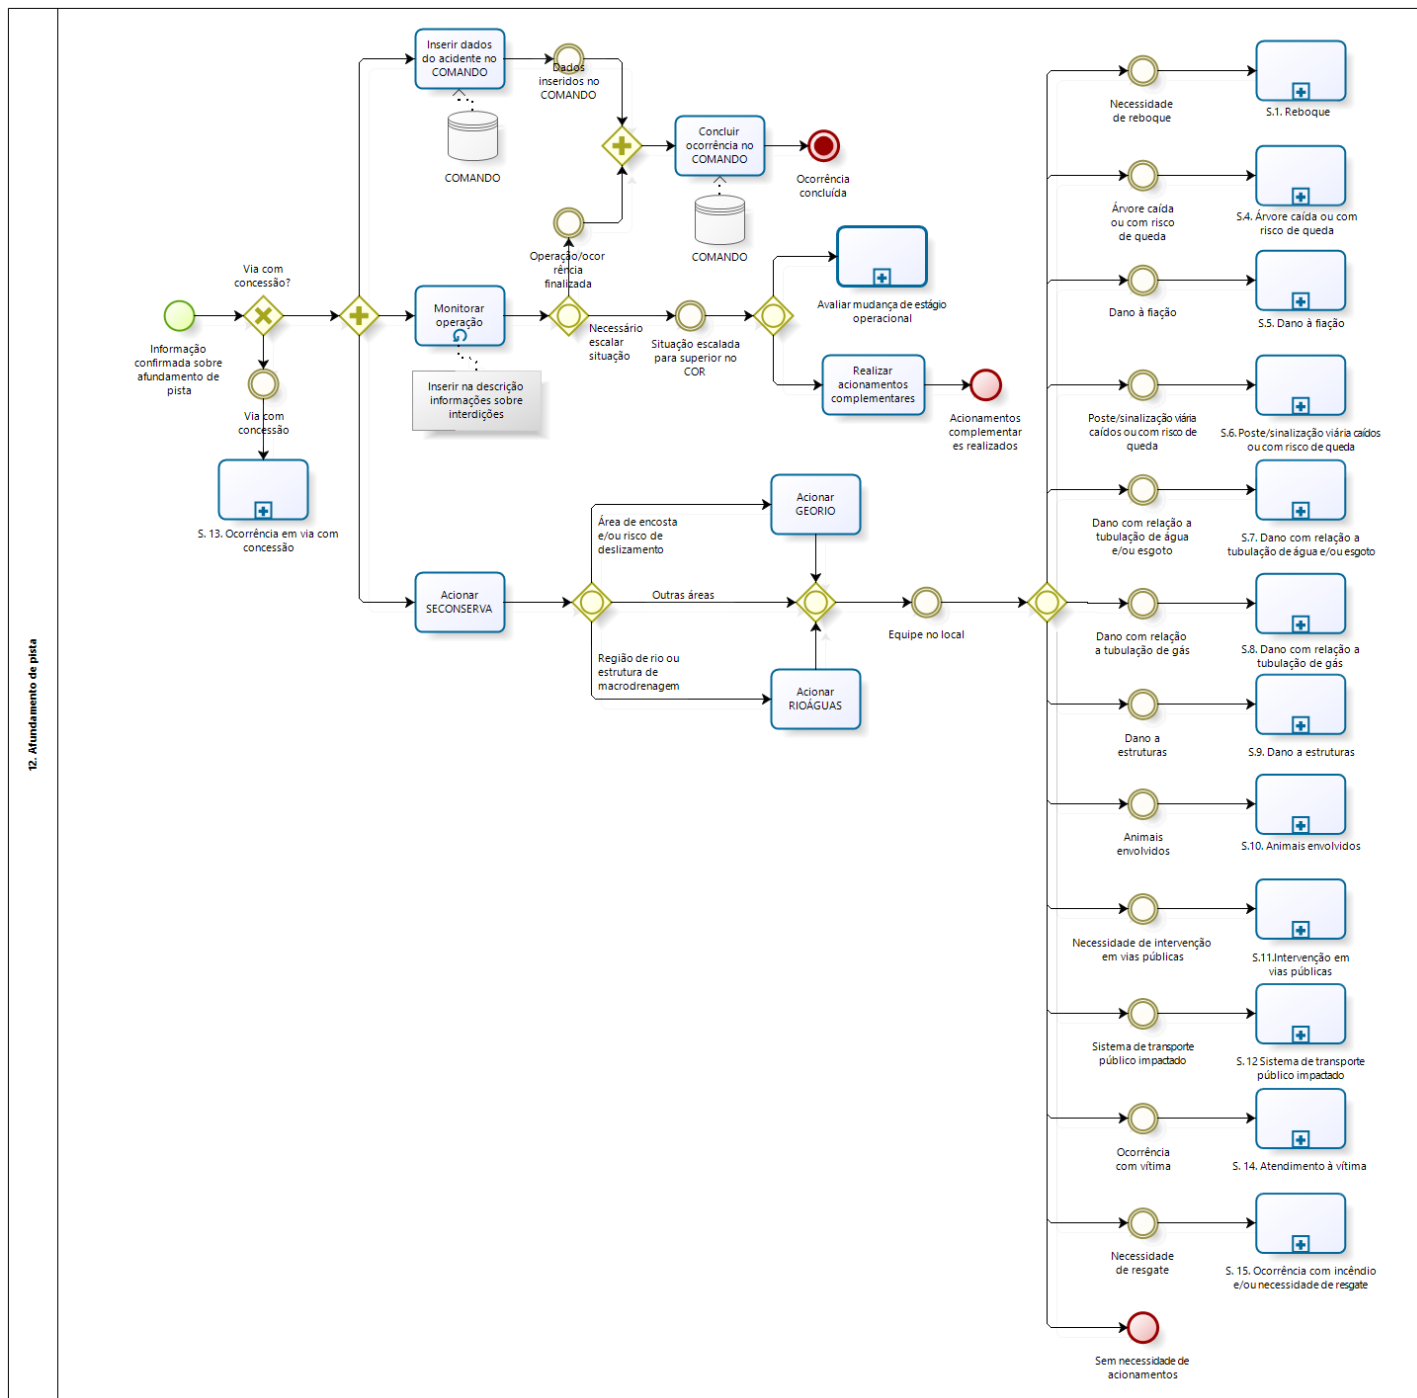 12. Afundamento de pista
Inserir dados
do acidente no
COMANDO
COMANDO
Dados
inseridos no
COMANDO
Concluir
ocorrência no
COMANDO
COMANDO
Ocorrência
concluída
Operação/ocor
rência
finalizada
Via com
concessão?
Informação
confirmada sobre
afundamento de
pista
Via com
concessão
S. 13. Ocorrência em via com
concessão
Monitorar
operação
Inserir na descrição
informações sobre
interdições
Necessário
escalar
situação
Situação escalada
para superior no
COR
Avaliar mudança de estágio
operacional
Realizar
acionamentos
complementares
Acionamentos
complementar
es realizados
Acionar
SECONSERVA
Área de encosta
e/ou risco de
deslizamento
Outras áreas
Região de rio ou
estrutura de
macrodrenagem
Acionar
GEORIO
Acionar
RIOÁGUAS
Equipe no local
Necessidade
de reboque
S.1. Reboque
Árvore caída
ou com risco
de queda
S.4. Árvore caída ou com
risco de queda
Dano à fiação
S.5. Dano à fiação
Poste/sinalização viária
caídos ou com risco de
queda
S.6. Poste/sinalização viária caídos
ou com risco de queda
Dano com relação a
tubulação de água
e/ou esgoto
S.7. Dano com relação a
tubulação de água e/ou esgoto
Dano com relação
a tubulação de gás
S.8. Dano com relação a
tubulação de gás
Dano a
estruturas
S.9. Dano a estruturas
Animais
envolvidos
S.10. Animais envolvidos
Necessidade de intervenção
em vias públicas
S.11.Intervenção em
vias públicas
Sistema de transporte
público impactado
S. 12 Sistema de transporte
público impactado
Ocorrência
com vítima
S. 14. Atendimento à vítima
Necessidade
de resgate
S. 15. Ocorrência com incêndio
e/ou necessidade de resgate
Sem necessidade de
acionamentos